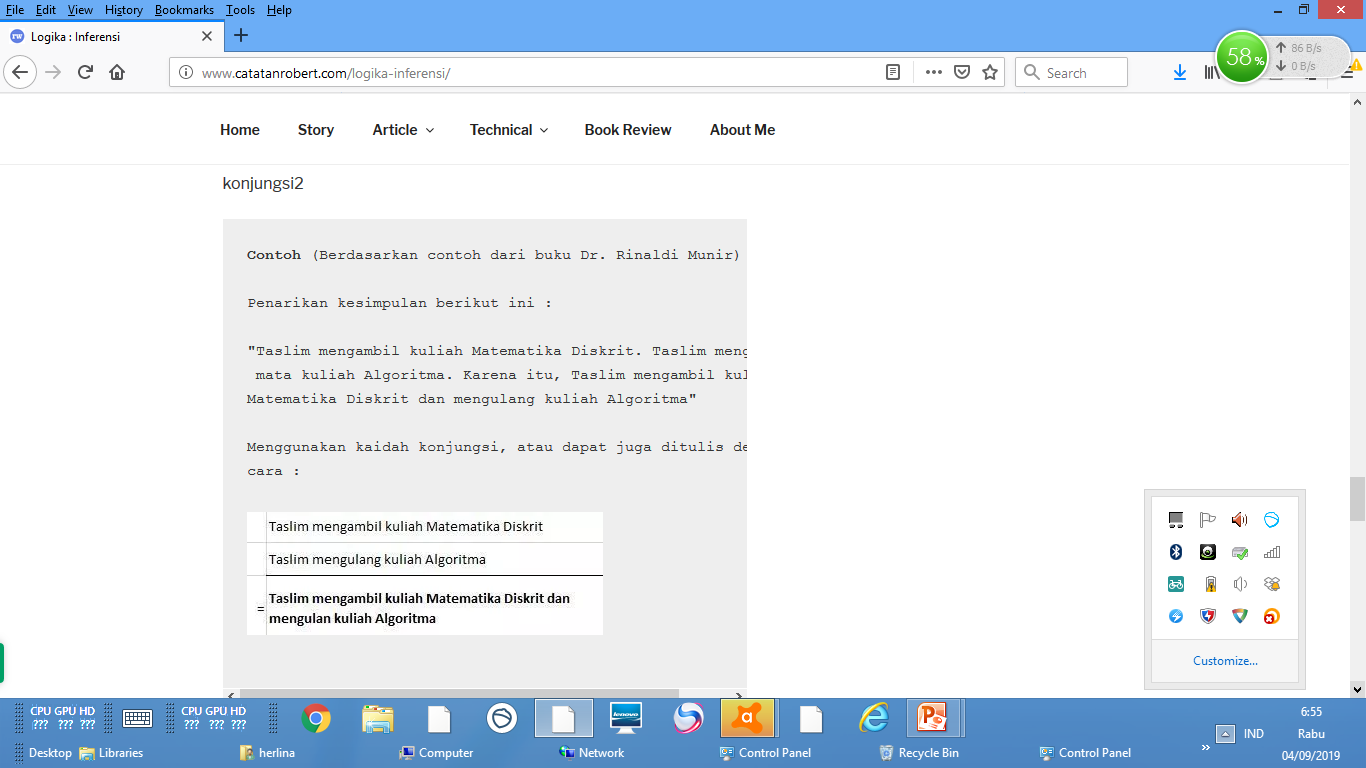 File Edit View History Bookmarks Tools Help
Logika : Inferensi
www.catatanrobert.com/logika-inferensi/
Search
58%
86 B/s
0 B/s
Home Story Article Technical Book Review About Me
konjungsi2
Contoh (Berdasarkan contoh dari buku Dr. Rinaldi Munir)
Penarikan kesimpulan berikut ini :
"Taslim mengambil kuliah Matematika Diskrit. Taslim meng
mata kuliah Algoritma. Karena itu, Taslim mengambil kul
Matematika Diskrit dan mengulang kuliah Algoritma"
Menggunakan kaidah konjungsi, atau dapat juga ditulis de
cara :
Taslim mengambil kuliah Matematika Diskrit
Taslim mengulang kuliah Algoritma
= Taslim mengambil kuliah Matematika Diskrit dan
mengulan kuliah Algoritma
Customize...
CPU GPU HD
??? ??? ???
CPU GPU HD
??? ??? ???
lenovo
6:55
IND
Rabu
04/09/2019
Desktop Libraries herlina Computer Network Control Panel Recycle Bin Control Panel